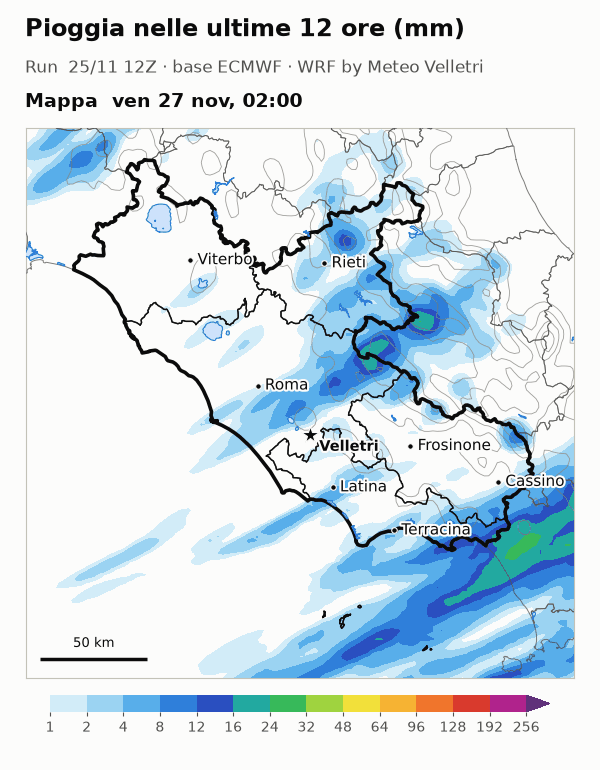 Pioggia nelle ultime 12 ore (mm)
Run  25/11 12Z · base ECMWF · WRF by Meteo Velletri
Mappa  ven 27 nov, 02:00
Viterbo
Rieti
Roma
Velletri
Frosinone
Latina
Cassino
Terracina
50 km
1 2 4 8 12 16 24 32 48 64 96 128 192 256